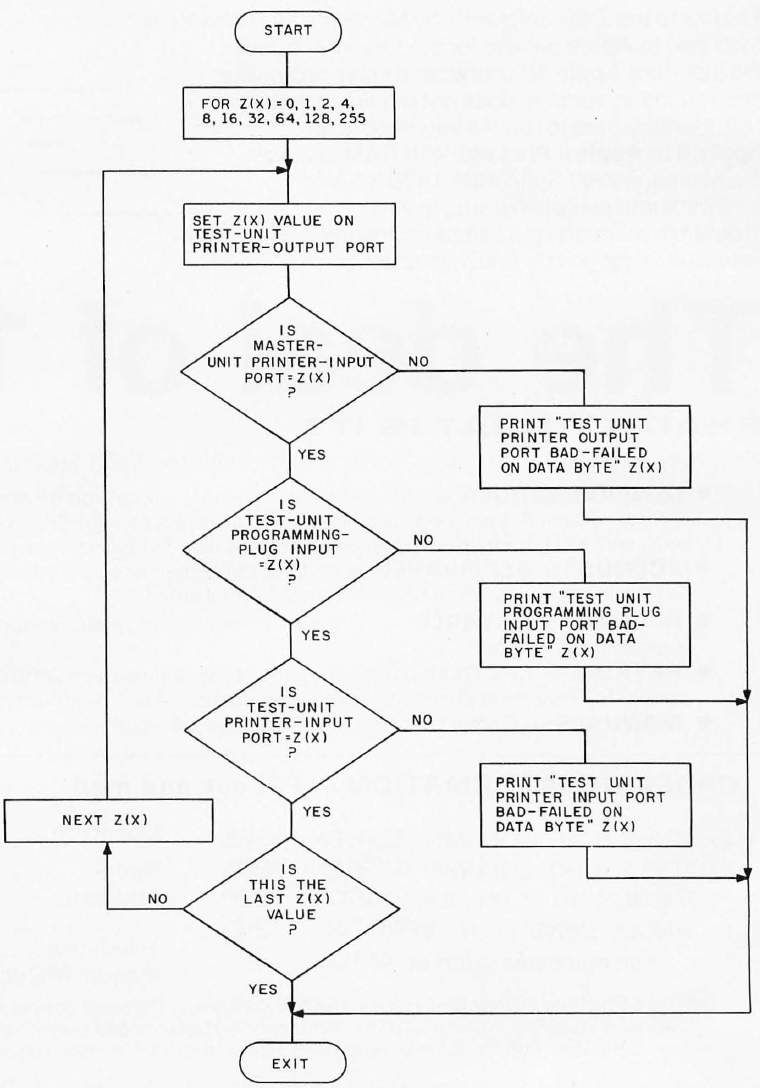 START
FOR Z(X)=0, 1, 2, 4,
8, 16, 32, 64, 128, 255
SET Z(X) VALUE ON
TEST-UNIT
PRINTER-OUTPUT PORT
IS
MASTER-
UNIT PRINTER-INPUT
PORT=Z(X)
?
NO
PRINT "TEST UNIT
PRINTER OUTPUT
PORT BAD-FAILED
ON DATA BYTE" Z(X)
YES
IS
TEST-UNIT
PROGRAMMING-
PLUG INPUT
=Z(X)
?
NO
PRINT "TEST UNIT
PROGRAMMING PLUG
INPUT PORT BAD-
FAILED ON DATA
BYTE" Z(X)
YES
IS
TEST-UNIT
PRINTER-INPUT
PORT=Z(X)
?
NO
PRINT "TEST UNIT
PRINTER INPUT PORT
BAD-FAILED ON
DATA BYTE" Z(X)
YES
NEXT Z(X)
IS
THIS THE
LAST Z(X)
VALUE
?
NO
YES
EXIT